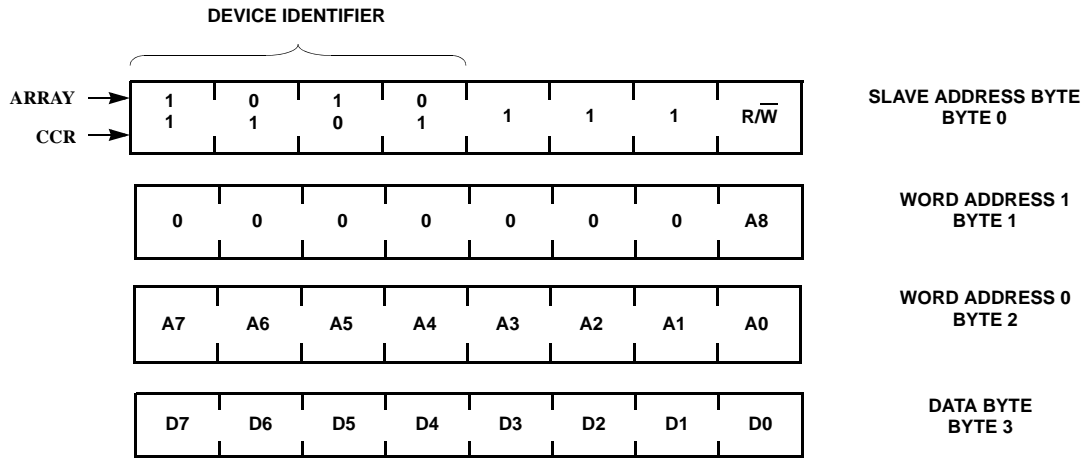 DEVICE IDENTIFIER
ARRAY 1 0 1 0
CCR 1 1 0 1
1 1 1 R/W̅
SLAVE ADDRESS BYTE
BYTE 0
0 0 0 0 0 0 0 A8
WORD ADDRESS 1
BYTE 1
A7 A6 A5 A4 A3 A2 A1 A0
WORD ADDRESS 0
BYTE 2
D7 D6 D5 D4 D3 D2 D1 D0
DATA BYTE
BYTE 3